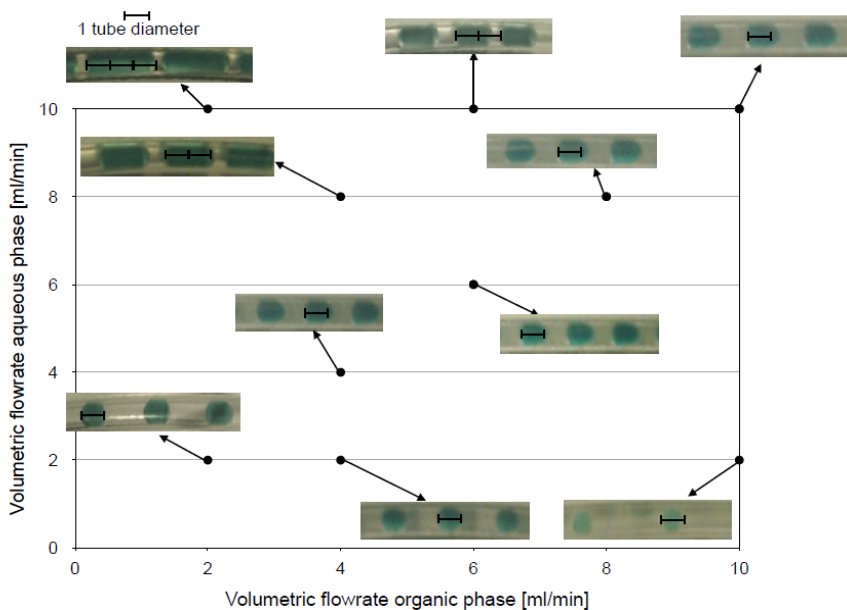 1 tube diameter
Volumetric flowrate aqueous phase [ml/min]
10
8
6
4
2
0
0 2 4 6 8 10
Volumetric flowrate organic phase [ml/min]